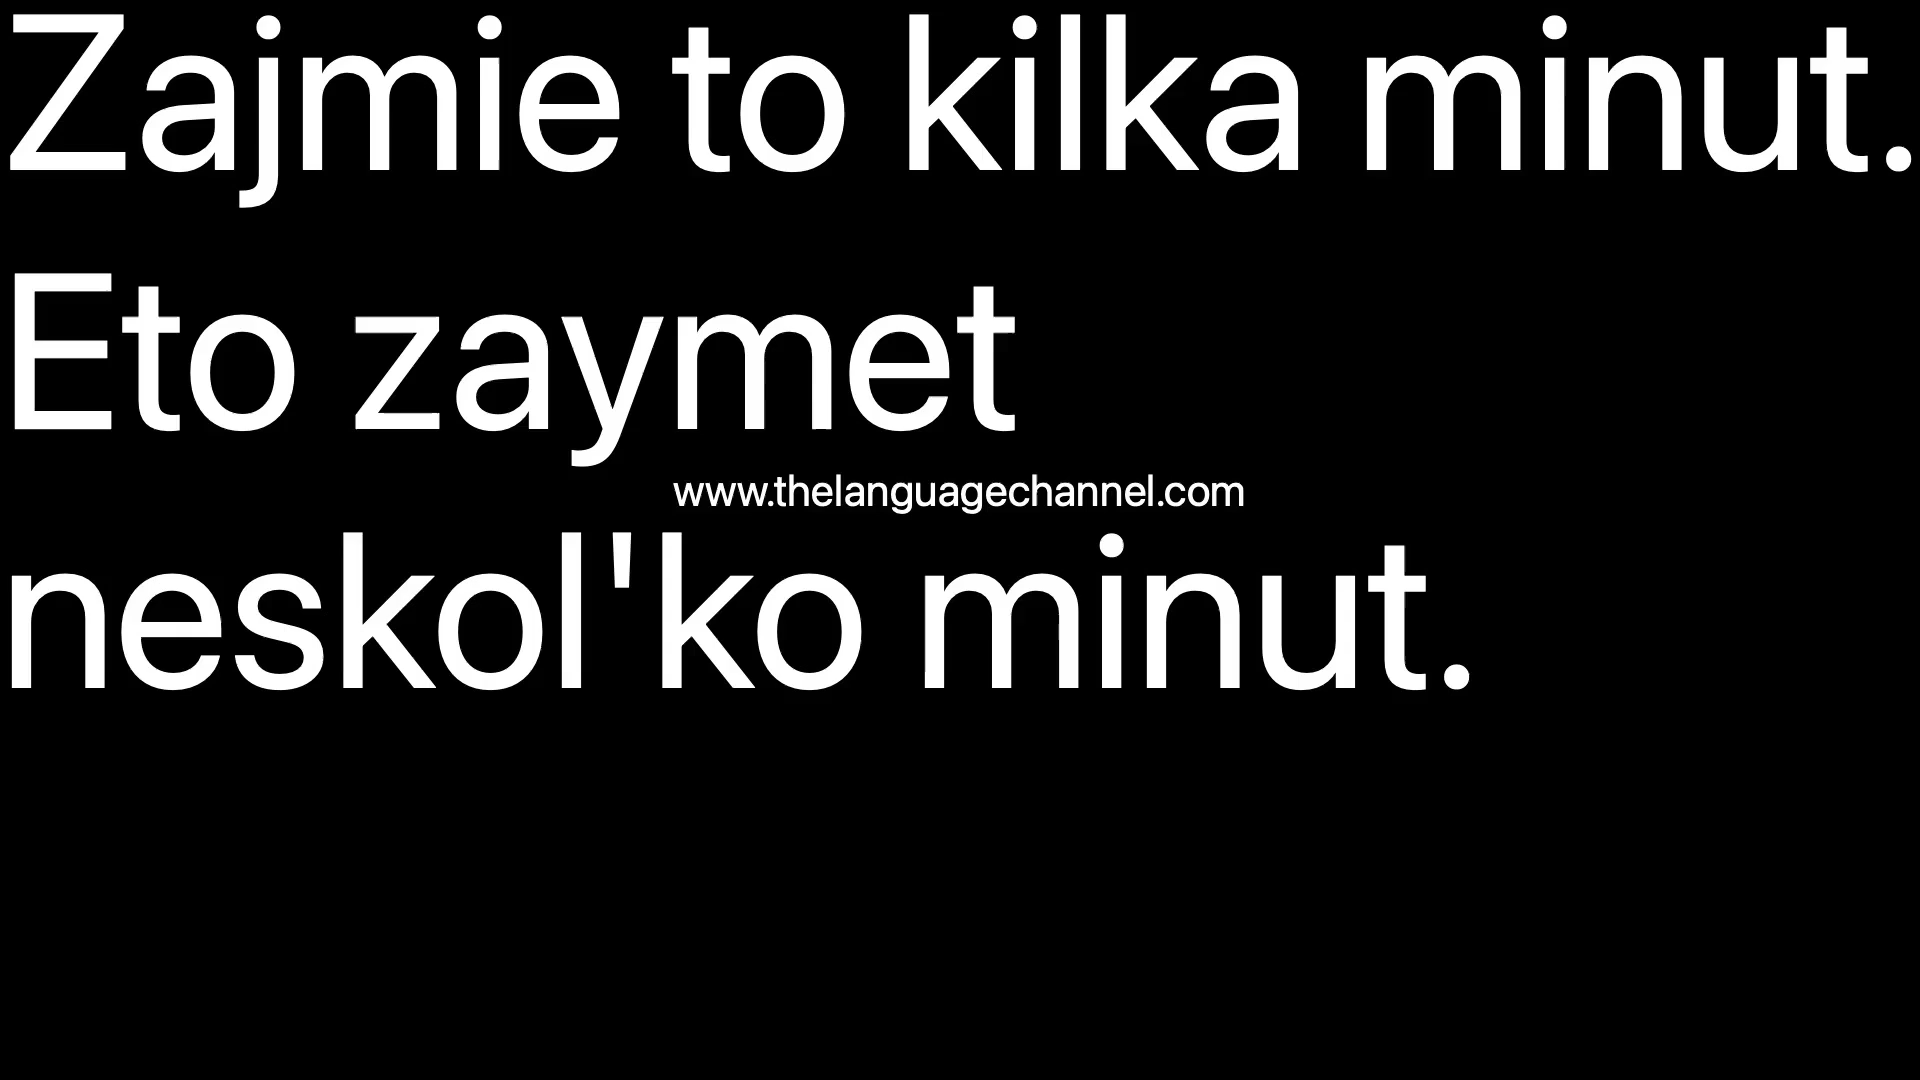 Zajmie to kilka minut.
Eto zaymet
www.thelanguagechannel.com
neskol'ko minut.